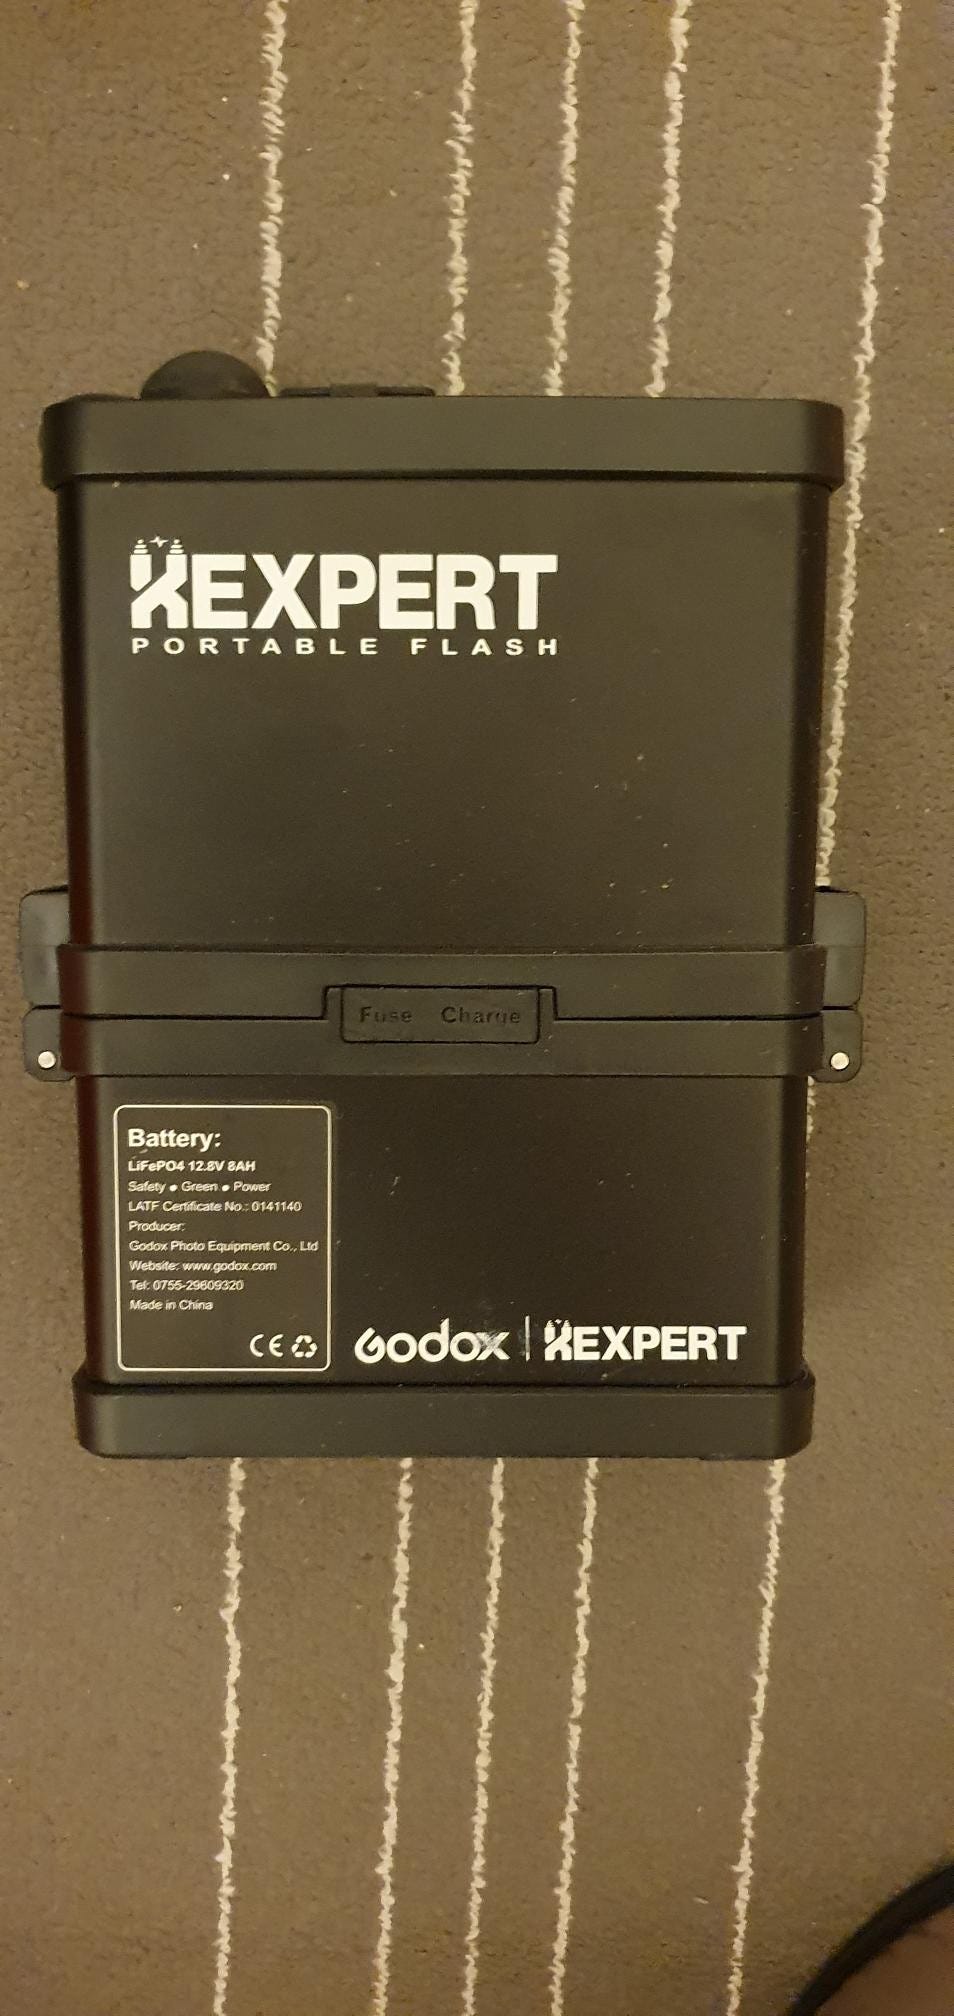 XEXPERT
PORTABLE FLASH
Fuse Charge
Battery:
LiFePO4 12.8V 8AH
Safety ● Green ● Power
LATF Certificate No.: 0141140
Producer:
Godox Photo Equipment Co., Ltd
Website: www.godox.com
Tel: 0755-29609320
Made in China
CE
Godox | XEXPERT